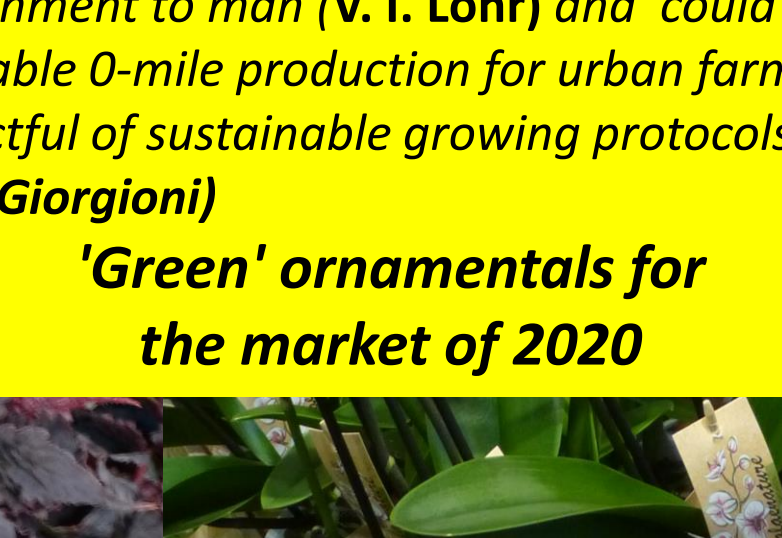 nment to man (V. I. Lohr) and could
able 0-mile production for urban farn
ctful of sustainable growing protocols
Giorgioni)
'Green' ornamentals for
the market of 2020
nature